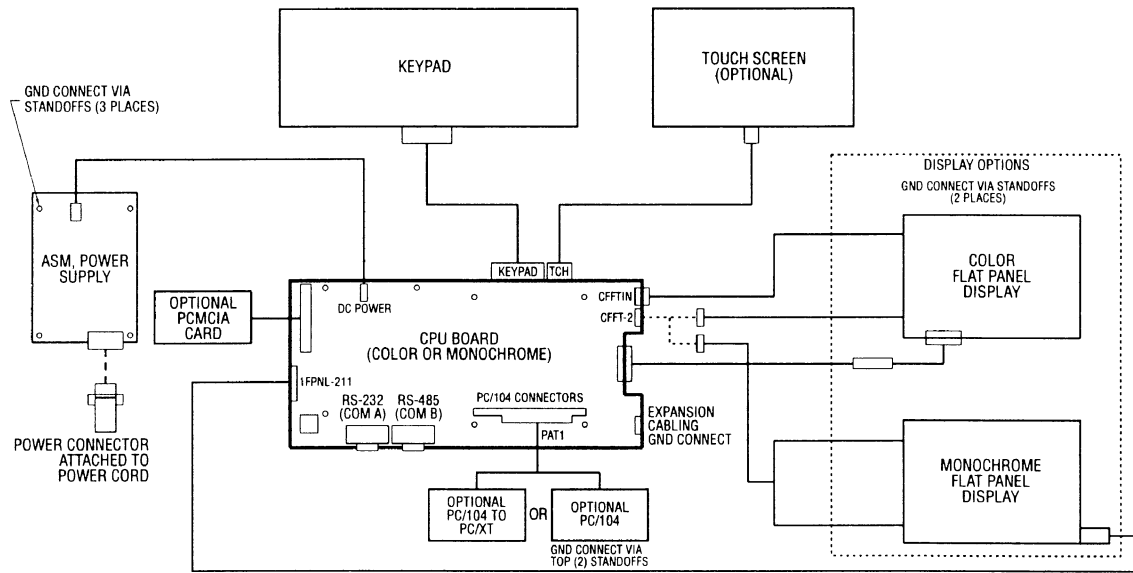 KEYPAD
TOUCH SCREEN
(OPTIONAL)
GND CONNECT VIA
STANDOFFS (3 PLACES)
DISPLAY OPTIONS
GND CONNECT VIA STANDOFFS
(2 PLACES)
ASM, POWER
SUPPLY
COLOR
FLAT PANEL
DISPLAY
KEYPAD
TCH
OPTIONAL
PCMCIA
CARD
DC POWER
CFFTIN
CFFT-2
CPU BOARD
(COLOR OR MONOCHROME)
FPNL-211
RS-232
(COM A)
RS-485
(COM B)
PC/104 CONNECTORS
PAT1
EXPANSION
CABLING
GND CONNECT
POWER CONNECTOR
ATTACHED TO
POWER CORD
MONOCHROME
FLAT PANEL
DISPLAY
OPTIONAL
PC/104 TO
PC/XT
OR
OPTIONAL
PC/104
GND CONNECT VIA
TOP (2) STANDOFFS